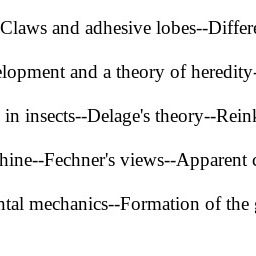 Claws and adhesive lobes--Differe
elopment and a theory of heredity-
in insects--Delage's theory--Reink
hine--Fechner's views--Apparent
ntal mechanics--Formation of the